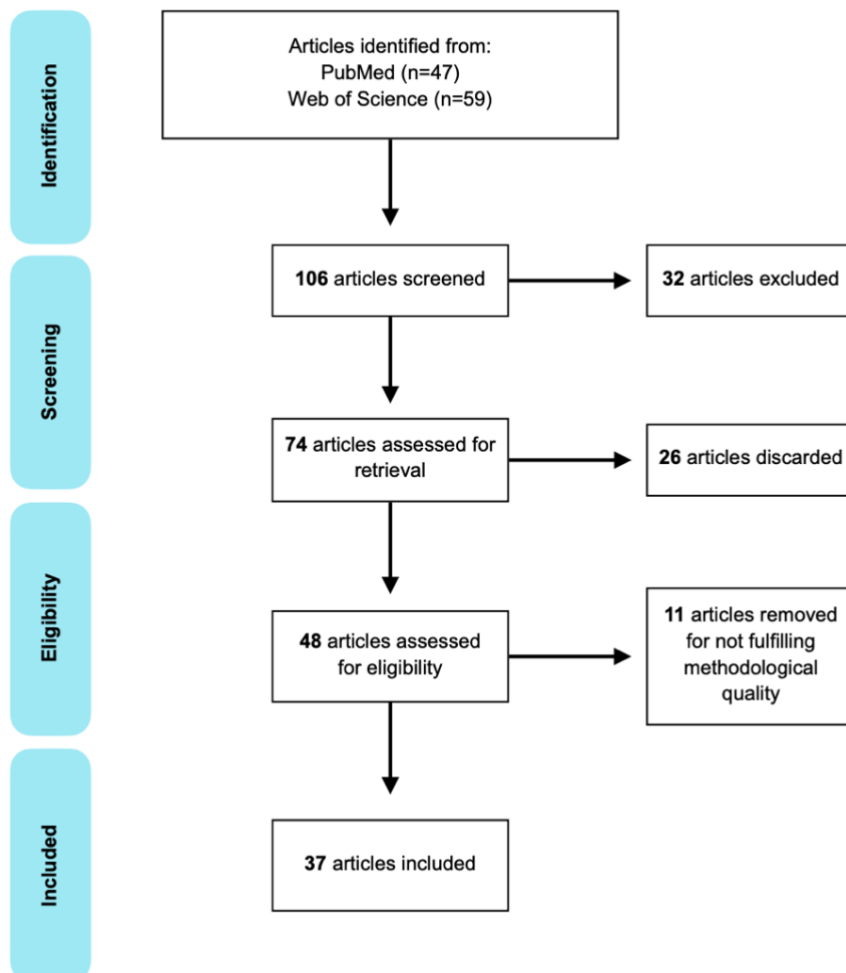 Identification
Articles identified from:
PubMed (n=47)
Web of Science (n=59)
Screening
106 articles screened
32 articles excluded
74 articles assessed for
retrieval
26 articles discarded
Eligibility
48 articles assessed
for eligibility
11 articles removed
for not fulfilling
methodological
quality
Included
37 articles included